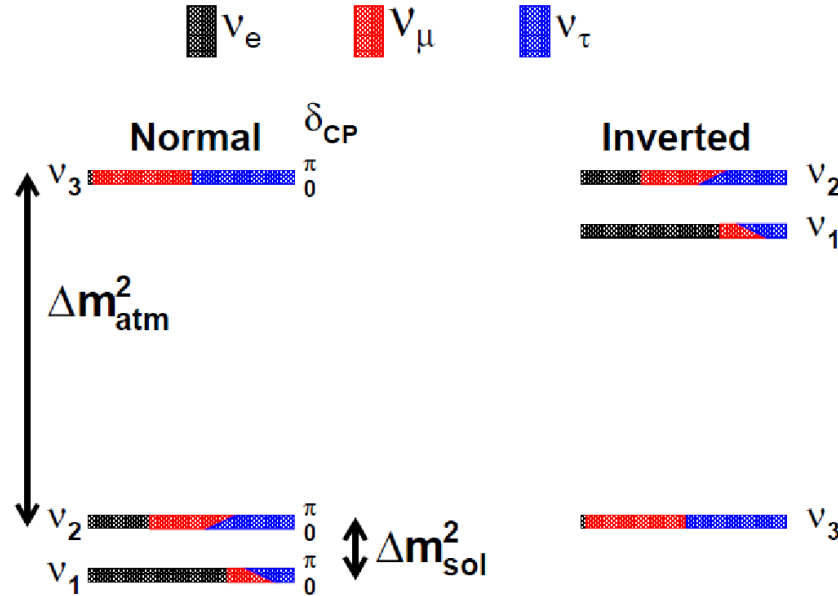 νe νμ ντ
Normal δCP Inverted
ν3 π 0 ν2
ν1
Δm²atm
ν2 π 0 ν3
Δm²sol
ν1 π 0